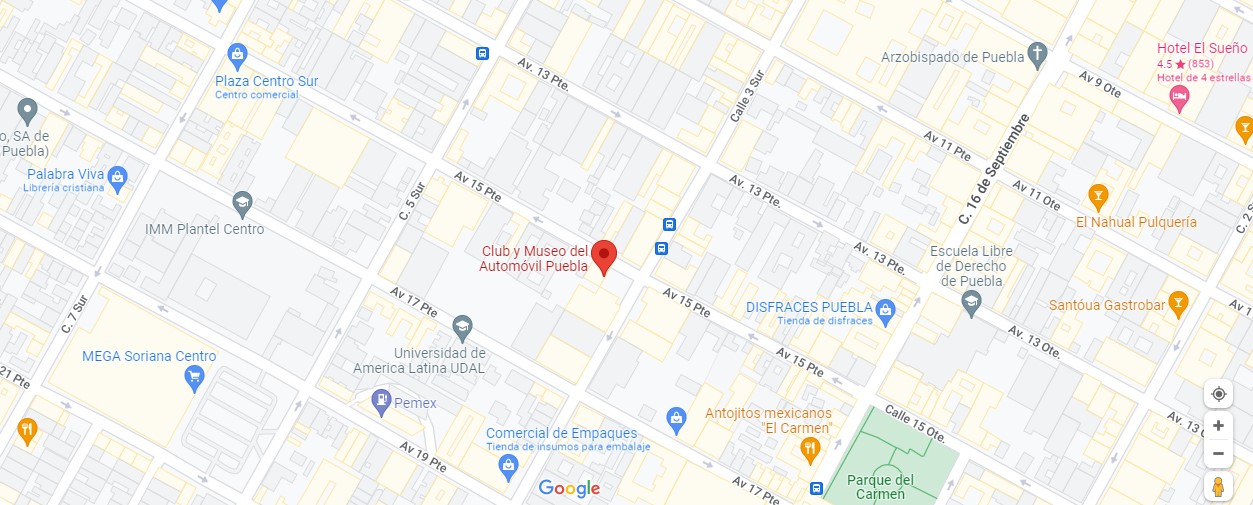 Hotel El Sueño
4.5 ★ (853)
Hotel de 4 estrellas
Arzobispado de Puebla
Av 9 Ote
Av. 13 Pte.
Plaza Centro Sur
Centro comercial
Calle 3 Sur
C. 16 de Septiembre
Av 11 Pte
Av 11 Ote
o, SA de
Puebla)
Palabra Viva
Librería cristiana
Av 15 Pte
C. 5 Sur
Av. 13 Pte.
IMM Plantel Centro
El Nahual Pulquería
C. 2 S
Club y Museo del
Automóvil Puebla
Av. 13 Pte.
Escuela Libre
de Derecho
de Puebla
C. 7 Sur
Av 17 Pte
Av 15 Pte
DISFRACES PUEBLA
Tienda de disfraces
Santóua Gastrobar
Av. 13 Ote.
Av 1
MEGA Soriana Centro
Universidad de
America Latina UDAL
Av 15 Pte
21 Pte
Pemex
Antojitos mexicanos
"El Carmen"
Calle 15 Ote.
Av. 13 O
Comercial de Empaques
Tienda de insumos para embalaje
Av 19 Pte
Av 17 Pte
Parque del
Carmen
Google